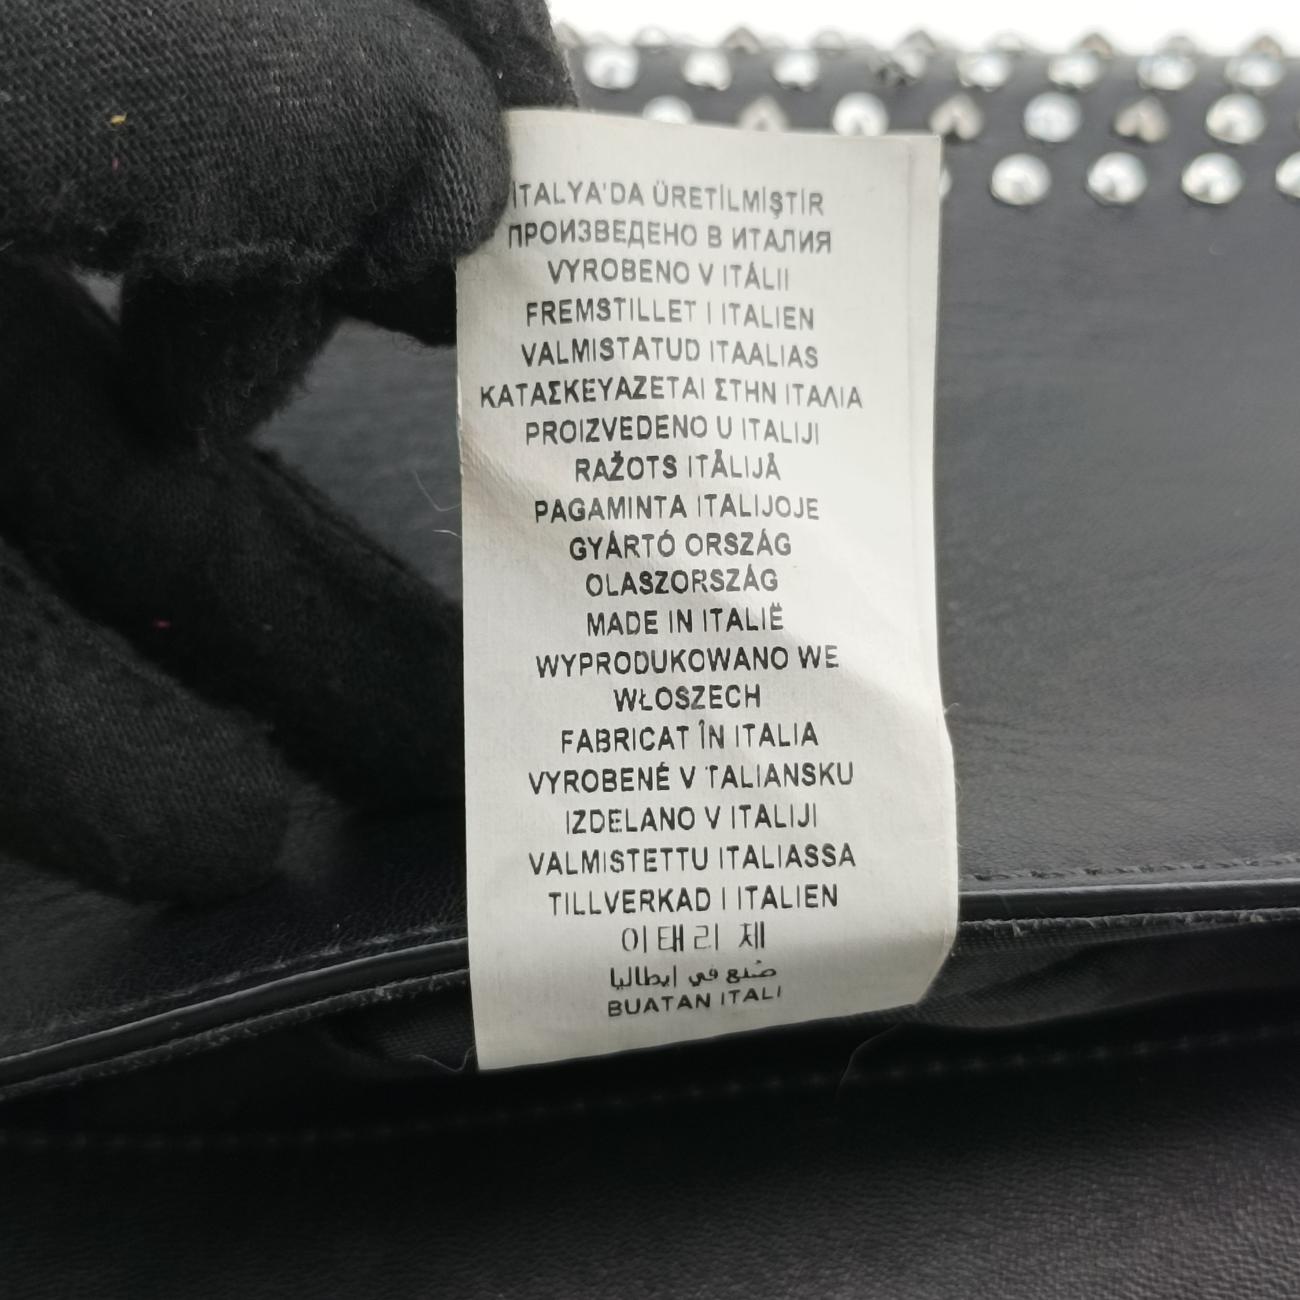 İTALYA'DA ÜRETİLMİŞTİR
ПРОИЗВЕДЕНО В ИТАЛИЯ
VYROBENO V ITÁLII
FREMSTILLET I ITALIEN
VALMISTATUD ITAALIAS
ΚΑΤΑΣΚΕΥΑΖΕΤΑΙ ΣΤΗΝ ΙΤΑΛΙΑ
PROIZVEDENO U ITALIJI
RAŽOTS ITĀLIJĀ
PAGAMINTA ITALIJOJE
GYÁRTÓ ORSZÁG
OLASZORSZÁG
MADE IN ITALIË
WYPRODUKOWANO WE
WŁOSZECH
FABRICAT ÎN ITALIA
VYROBENÉ V TALIANSKU
IZDELANO V ITALIJI
VALMISTETTU ITALIASSA
TILLVERKAD I ITALIEN
이태리 제
صُنع في إيطاليا
BUATAN ITALI